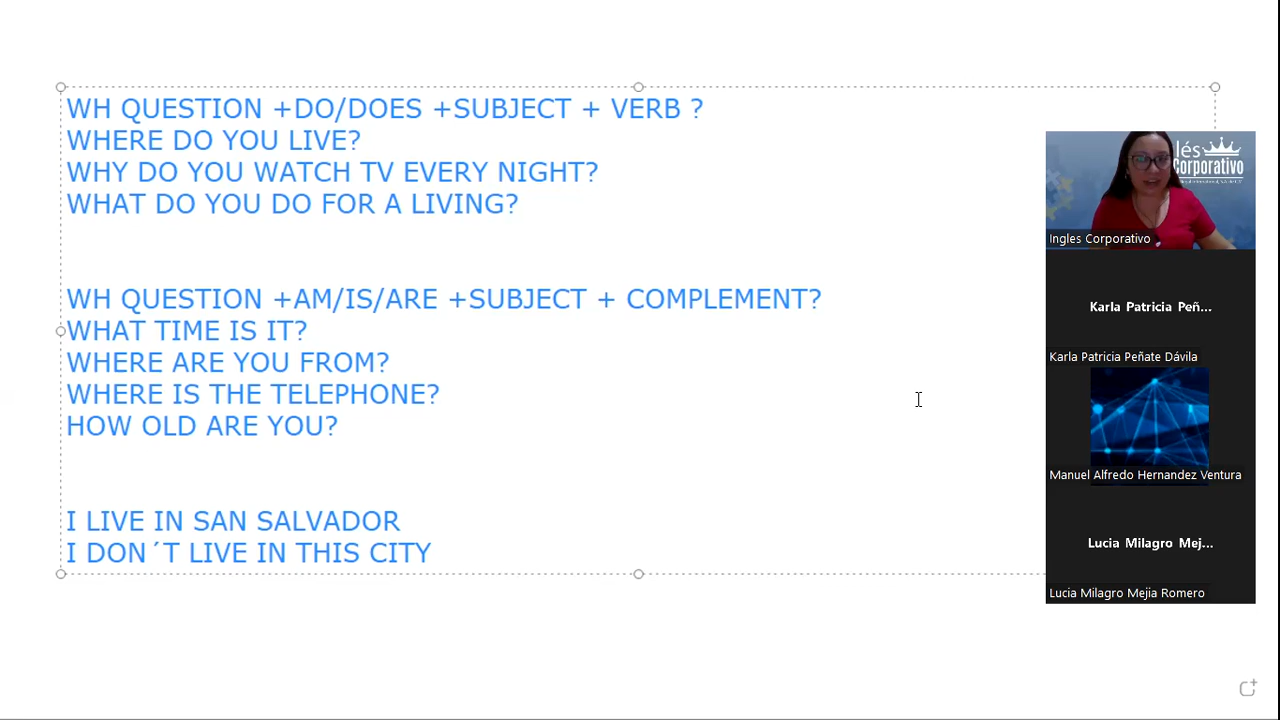 WH QUESTION +DO/DOES +SUBJECT + VERB ?
WHERE DO YOU LIVE?
WHY DO YOU WATCH TV EVERY NIGHT?
WHAT DO YOU DO FOR A LIVING?
WH QUESTION +AM/IS/ARE +SUBJECT + COMPLEMENT?
WHAT TIME IS IT?
WHERE ARE YOU FROM?
WHERE IS THE TELEPHONE?
HOW OLD ARE YOU?
I LIVE IN SAN SALVADOR
I DON´T LIVE IN THIS CITY
lés
Corporativo
Ingles Corporativo
Karla Patricia Peñ...
Karla Patricia Peñate Dávila
Manuel Alfredo Hernandez Ventura
Lucia Milagro Mej...
Lucia Milagro Mejia Romero